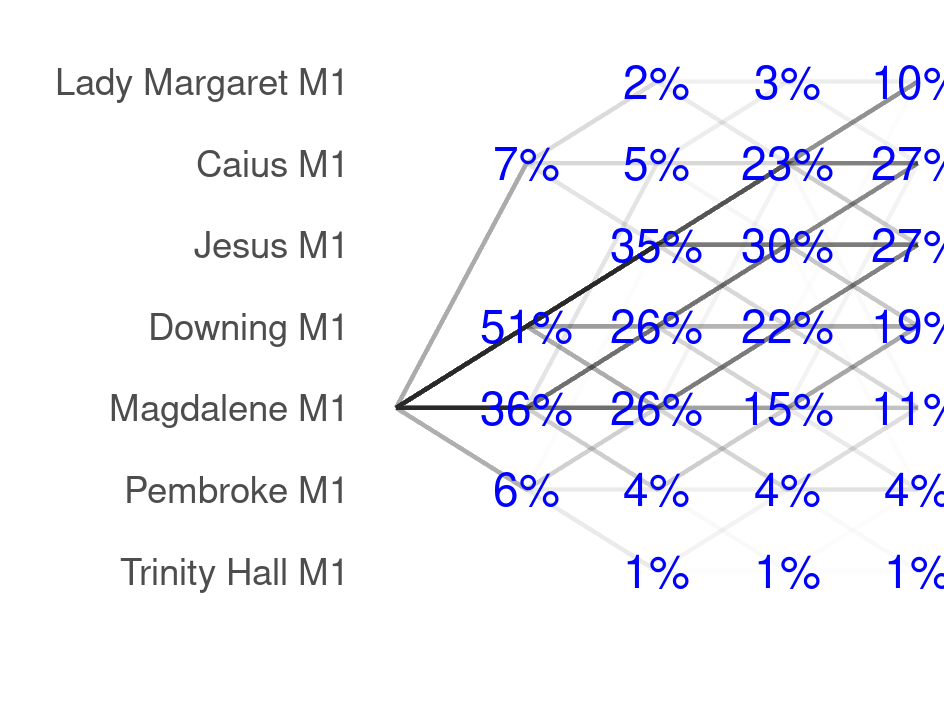 Lady Margaret M1 2% 3% 10%
Caius M1 7% 5% 23% 27%
Jesus M1 35% 30% 27%
Downing M1 51% 26% 22% 19%
Magdalene M1 36% 26% 15% 11%
Pembroke M1 6% 4% 4% 4%
Trinity Hall M1 1% 1% 1%